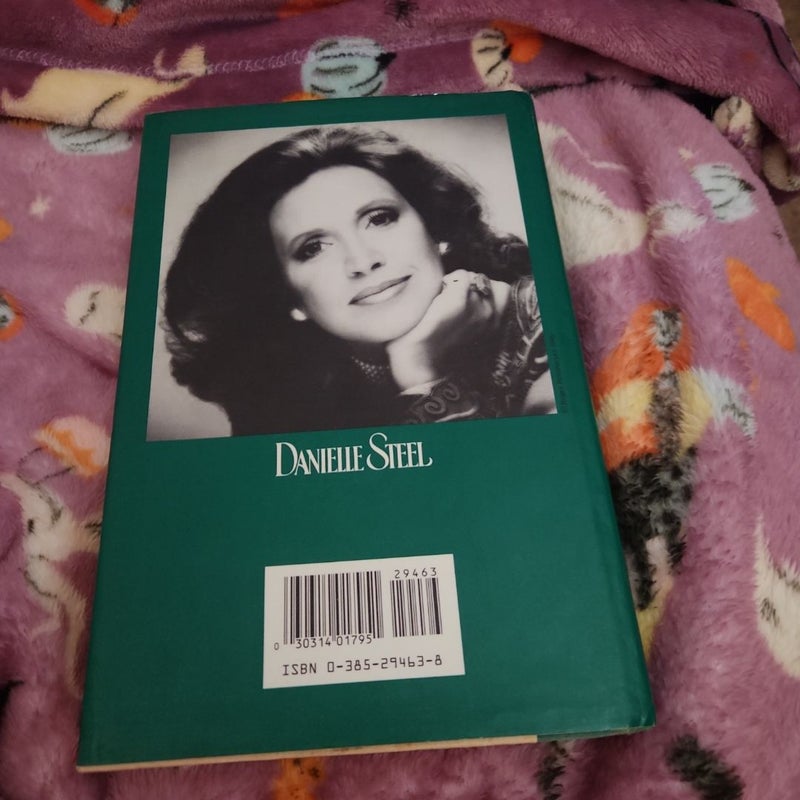 DANIELLE STEEL
29463
0 30314 01795
ISBN 0-385-29463-8